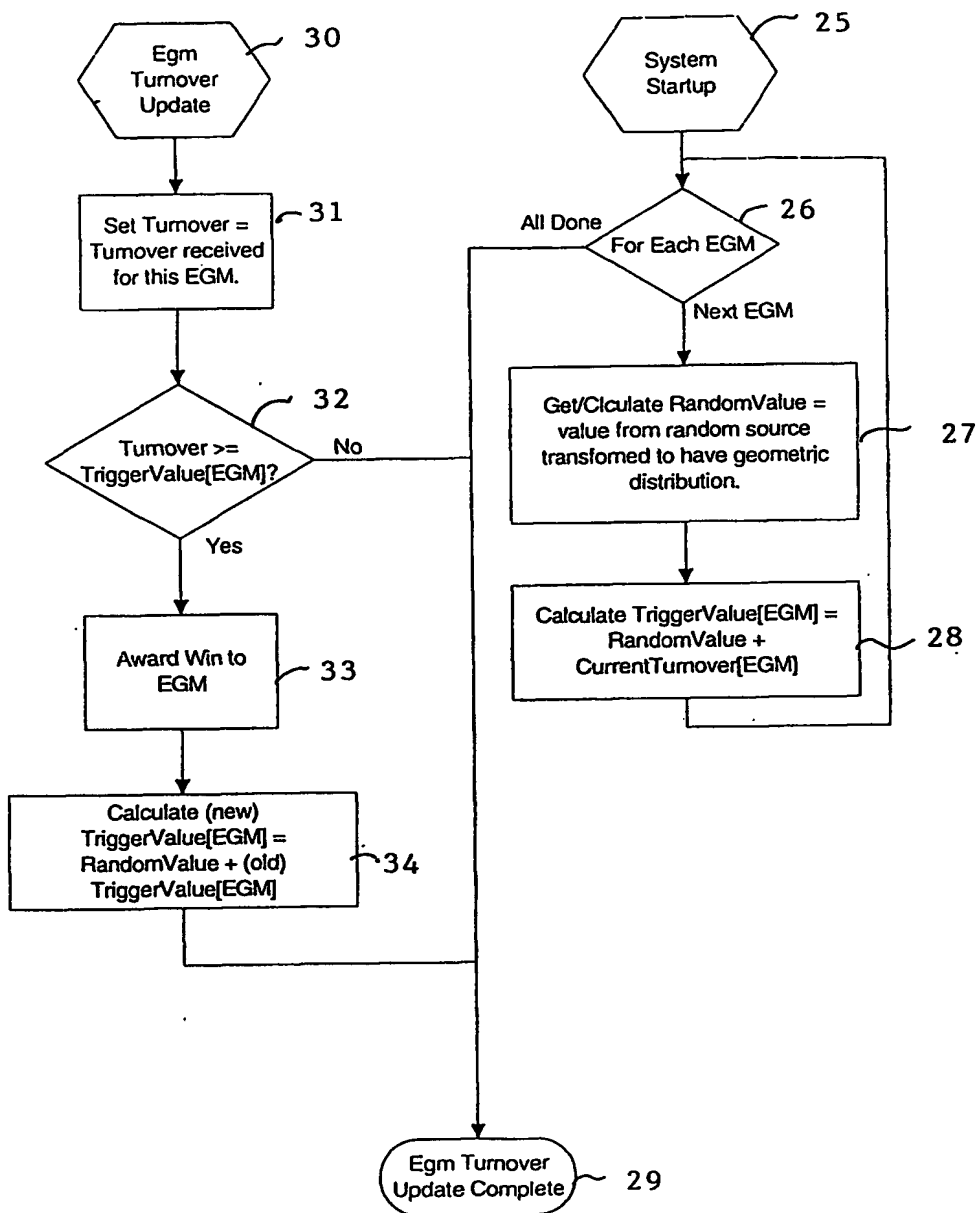 30
Egm
Turnover
Update
31
Set Turnover =
Turnover received
for this EGM.
32
Turnover >=
TriggerValue[EGM]?
No
Yes
Award Win to
EGM
33
Calculate (new)
TriggerValue[EGM] =
RandomValue + (old)
TriggerValue[EGM]
34
25
System
Startup
26
All Done
For Each EGM
Next EGM
Get/Clculate RandomValue =
value from random source
transfomed to have geometric
distribution.
27
Calculate TriggerValue[EGM] =
RandomValue +
CurrentTurnover[EGM]
28
Egm Turnover
Update Complete
29